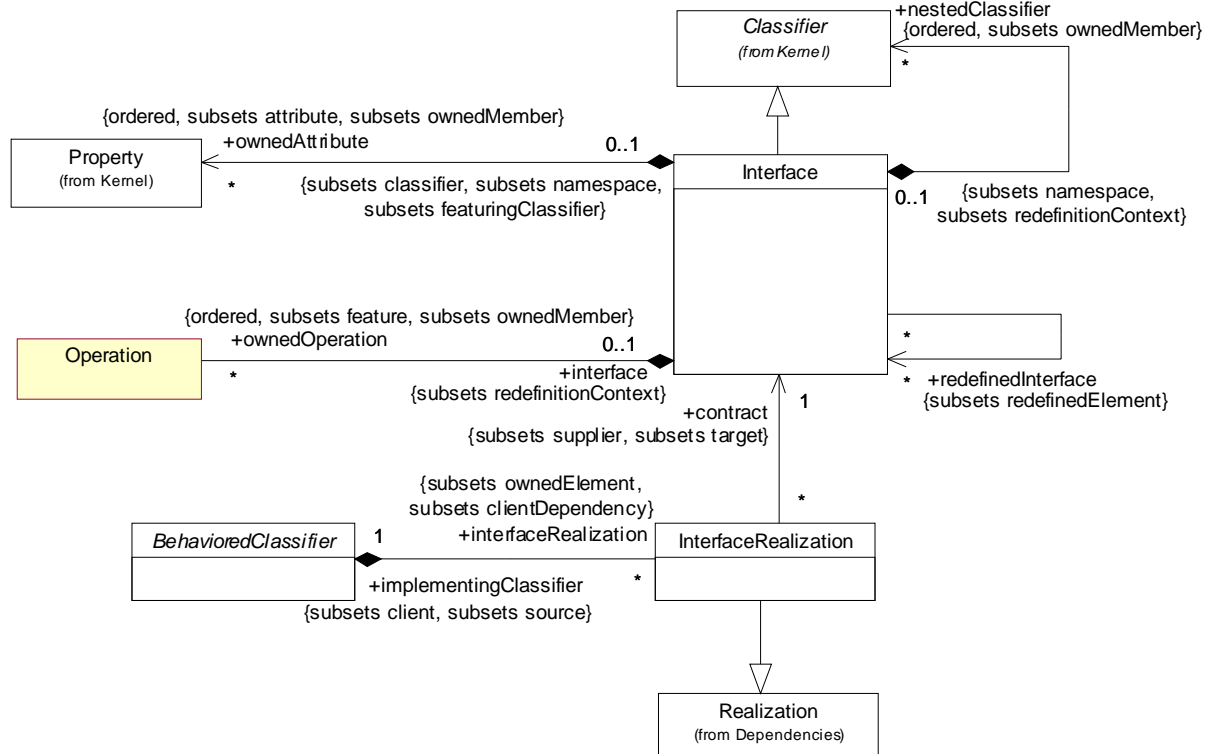 +nestedClassifier
{ordered, subsets ownedMember}
*
Classifier
(from Kernel)
{ordered, subsets attribute, subsets ownedMember}
+ownedAttribute
0..1
*
Property
(from Kernel)
{subsets classifier, subsets namespace,
subsets featuringClassifier}
Interface
0..1
{subsets namespace,
subsets redefinitionContext}
{ordered, subsets feature, subsets ownedMember}
+ownedOperation
0..1
*
Operation
+interface
{subsets redefinitionContext}
*
* +redefinedInterface
{subsets redefinedElement}
+contract
1
{subsets supplier, subsets target}
*
{subsets ownedElement,
subsets clientDependency}
+interfaceRealization
1
*
BehavioredClassifier
InterfaceRealization
+implementingClassifier
{subsets client, subsets source}
Realization
(from Dependencies)